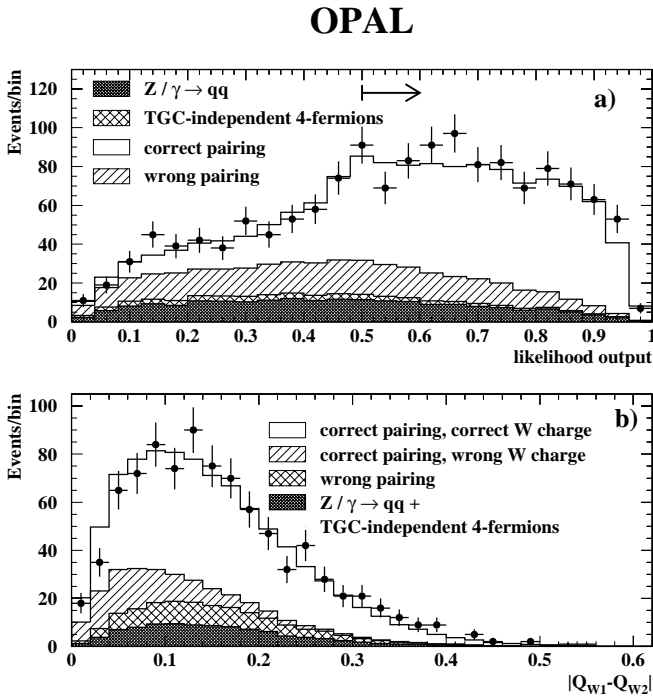 OPAL
Events/bin
120
100
80
60
40
20
0
Z / γ → qq
TGC-independent 4-fermions
correct pairing
wrong pairing
a)
0 0.1 0.2 0.3 0.4 0.5 0.6 0.7 0.8 0.9 1
likelihood output
Events/bin
100
80
60
40
20
0
b)
correct pairing, correct W charge
correct pairing, wrong W charge
wrong pairing
Z / γ → qq +
TGC-independent 4-fermions
0 0.1 0.2 0.3 0.4 0.5 0.6
|QW1-QW2|